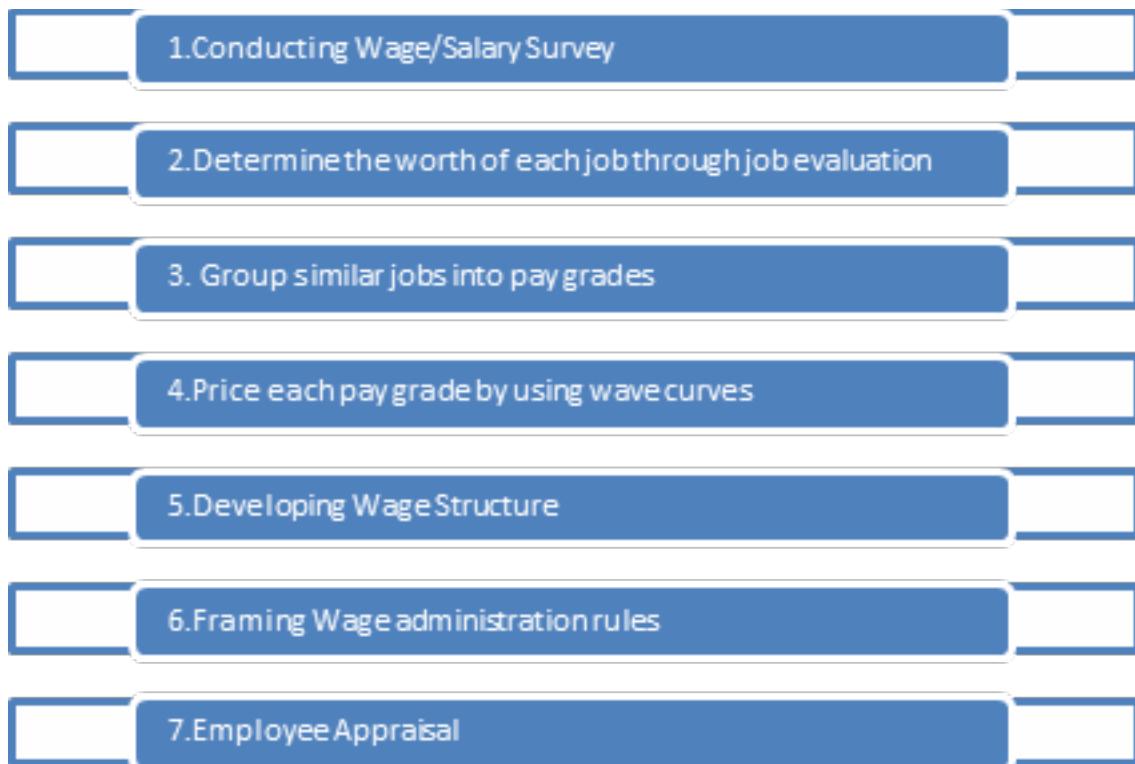 1.Conducting Wage/Salary Survey
2.Determine the worth of each job through job evaluation
3. Group similar jobs into pay grades
4.Price each pay grade by using wave curves
5.Developing Wage Structure
6.Framing Wage administration rules
7.Employee Appraisal